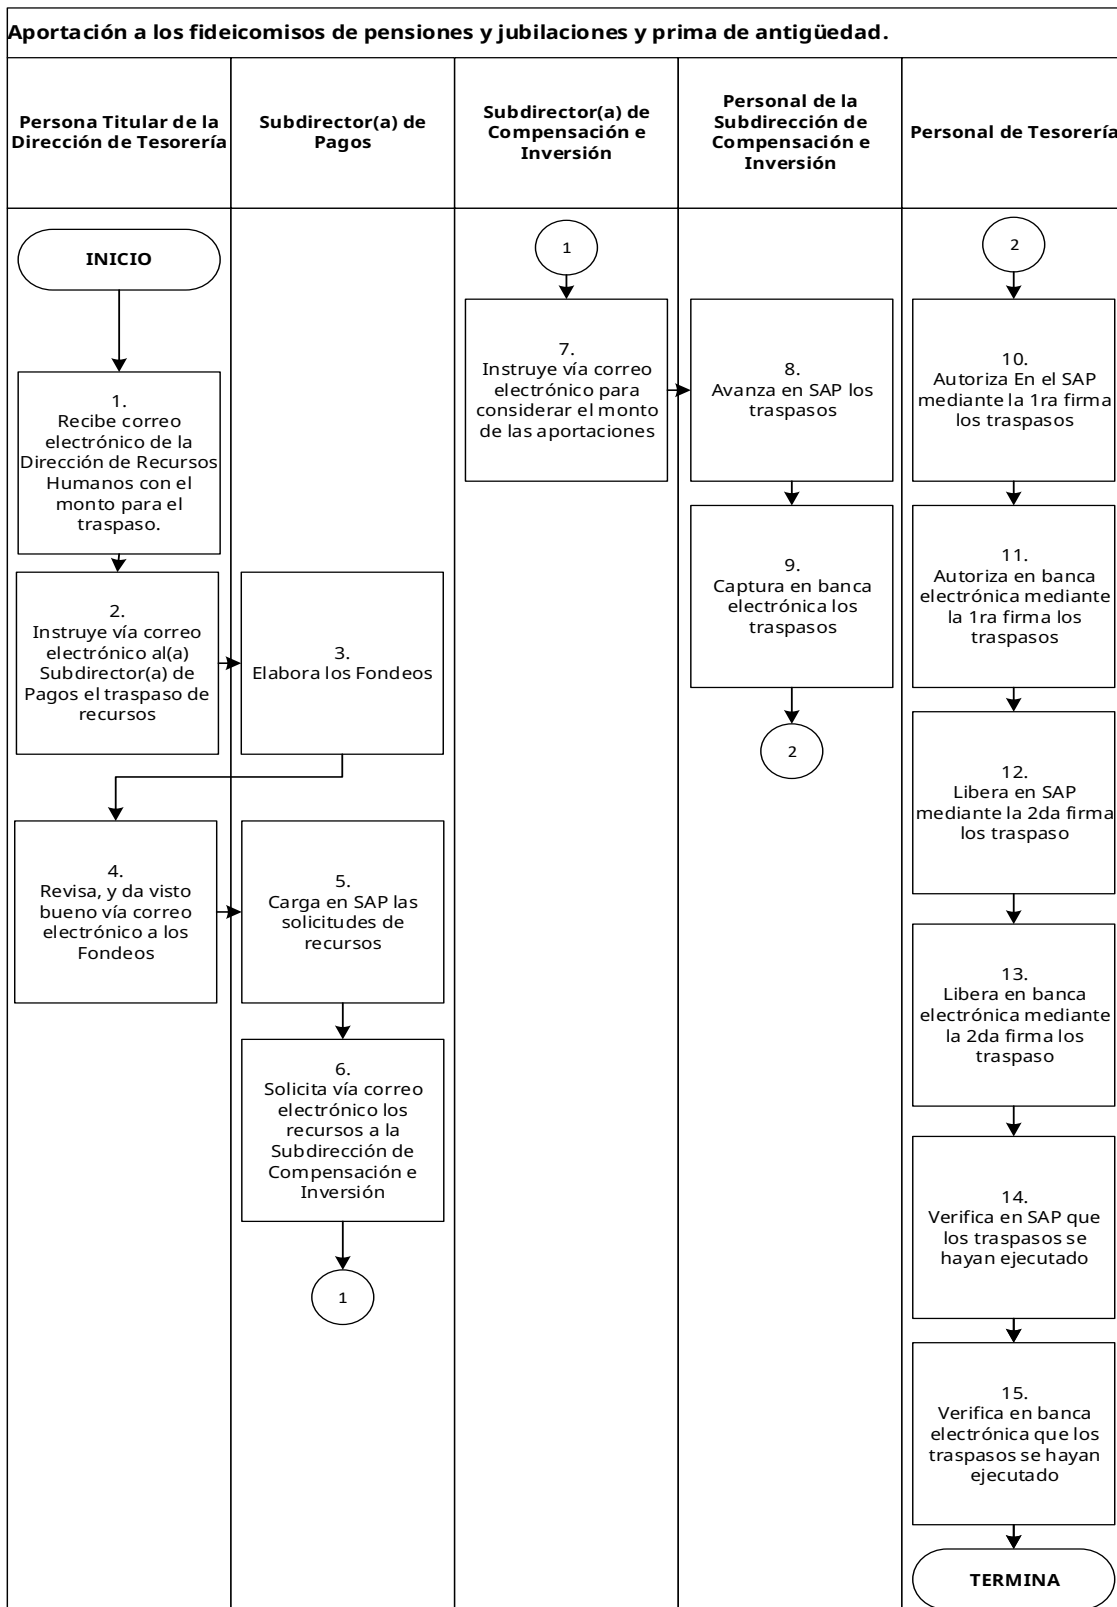 Aportación a los fideicomisos de pensiones y jubilaciones y prima de antigüedad.
Persona Titular de la
Dirección de Tesorería
Subdirector(a) de
Pagos
Subdirector(a) de
Compensación e
Inversión
Personal de la
Subdirección de
Compensación e
Inversión
Personal de Tesorería
INICIO
1.
Recibe correo
electrónico de la
Dirección de Recursos
Humanos con el
monto para el
traspaso.
2.
Instruye vía correo
electrónico al(a)
Subdirector(a) de
Pagos el traspaso de
recursos
3.
Elabora los Fondeos
4.
Revisa, y da visto
bueno vía correo
electrónico a los
Fondeos
5.
Carga en SAP las
solicitudes de
recursos
6.
Solicita vía correo
electrónico los
recursos a la
Subdirección de
Compensación e
Inversión
1
1
7.
Instruye vía correo
electrónico para
considerar el monto
de las aportaciones
8.
Avanza en SAP los
traspasos
9.
Captura en banca
electrónica los
traspasos
2
2
10.
Autoriza En el SAP
mediante la 1ra firma
los traspasos
11.
Autoriza en banca
electrónica mediante
la 1ra firma los
traspasos
12.
Libera en SAP
mediante la 2da firma
los traspaso
13.
Libera en banca
electrónica mediante
la 2da firma los
traspaso
14.
Verifica en SAP que
los traspasos se
hayan ejecutado
15.
Verifica en banca
electrónica que los
traspasos se hayan
ejecutado
TERMINA